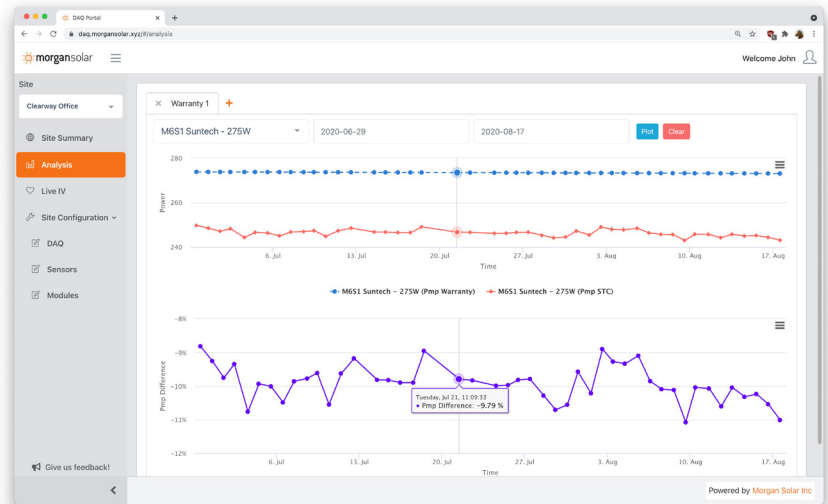 DAQ Portal
daq.morgansolar.xyz/#/analysis
morgansolar
Welcome John
Site
Clearway Office
Site Summary
Analysis
Live IV
Site Configuration
DAQ
Sensors
Modules
Give us feedback!
Warranty 1
M6S1 Suntech - 275W
2020-06-29
2020-08-17
Plot
Clear
280
260
240
Power
6. Jul
13. Jul
20. Jul
27. Jul
3. Aug
10. Aug
17. Aug
Time
M6S1 Suntech – 275W (Pmp Warranty)
M6S1 Suntech – 275W (Pmp STC)
-8%
-9%
-10%
-11%
-12%
Pmp Difference
Tuesday, Jul 21, 11:09:33
Pmp Difference: -9.79 %
6. Jul
13. Jul
20. Jul
27. Jul
3. Aug
10. Aug
17. Aug
Time
Powered by Morgan Solar Inc